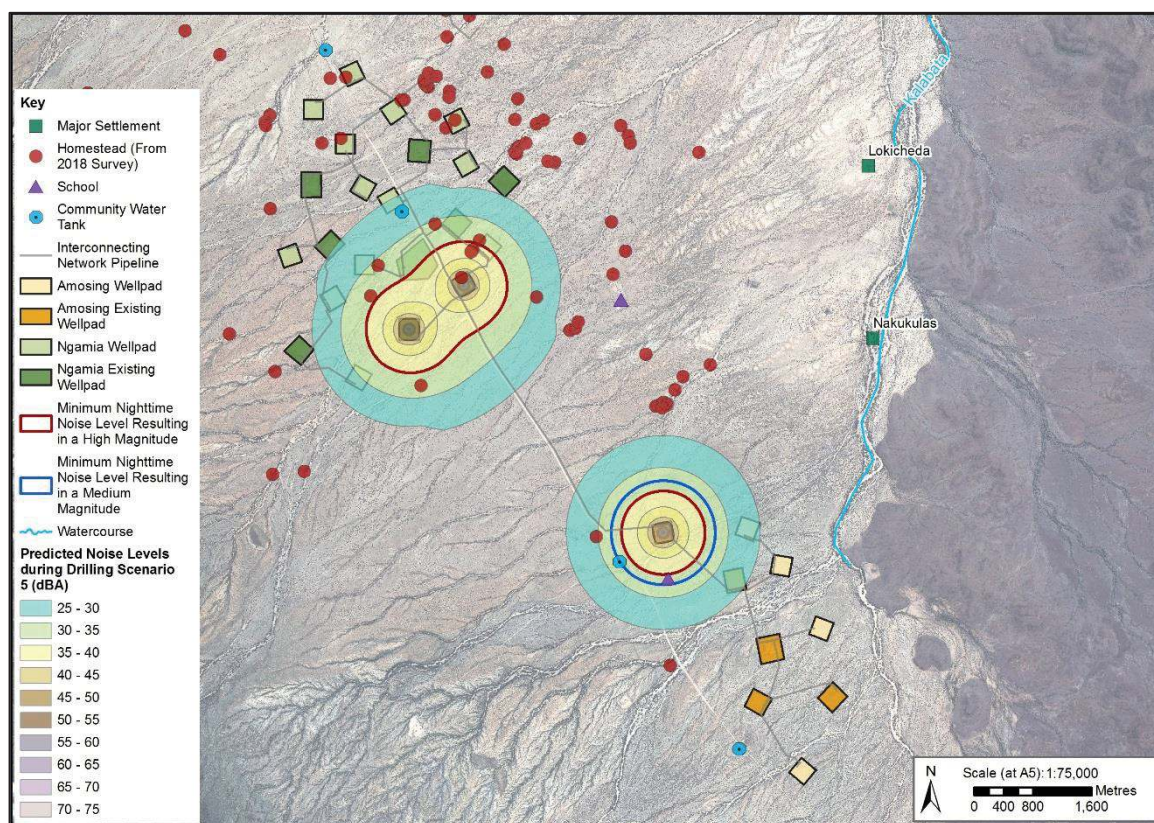 Key
Major Settlement
Homestead (From
2018 Survey)
School
Community Water
Tank
Interconnecting
Network Pipeline
Amosing Wellpad
Amosing Existing
Wellpad
Ngamia Wellpad
Ngamia Existing
Wellpad
Minimum Nighttime
Noise Level Resulting
in a High Magnitude
Minimum Nighttime
Noise Level Resulting
in a Medium
Magnitude
Watercourse
Predicted Noise Levels
during Drilling Scenario
5 (dBA)
25 - 30
30 - 35
35 - 40
40 - 45
45 - 50
50 - 55
55 - 60
60 - 65
65 - 70
70 - 75
Kalabata
Lokicheda
Nakukulas
N
Scale (at A5): 1:75,000
Metres
0 400 800 1,600